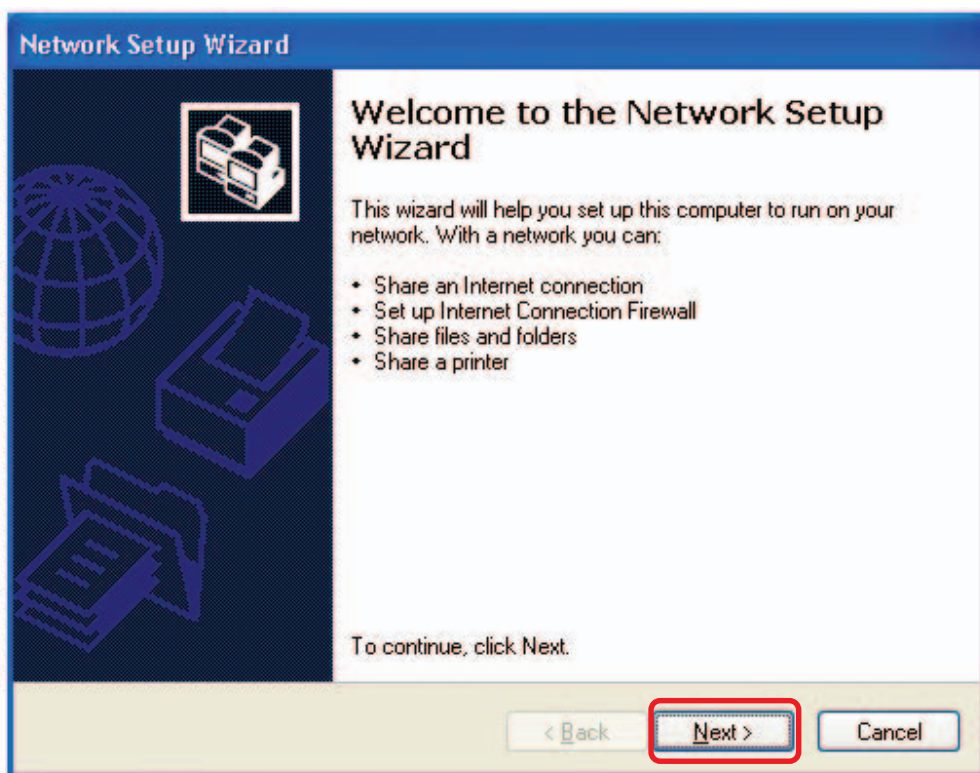 Network Setup Wizard
Welcome to the Network Setup
Wizard
This wizard will help you set up this computer to run on your
network. With a network you can:
• Share an Internet connection
• Set up Internet Connection Firewall
• Share files and folders
• Share a printer
To continue, click Next.
< Back
Next >
Cancel